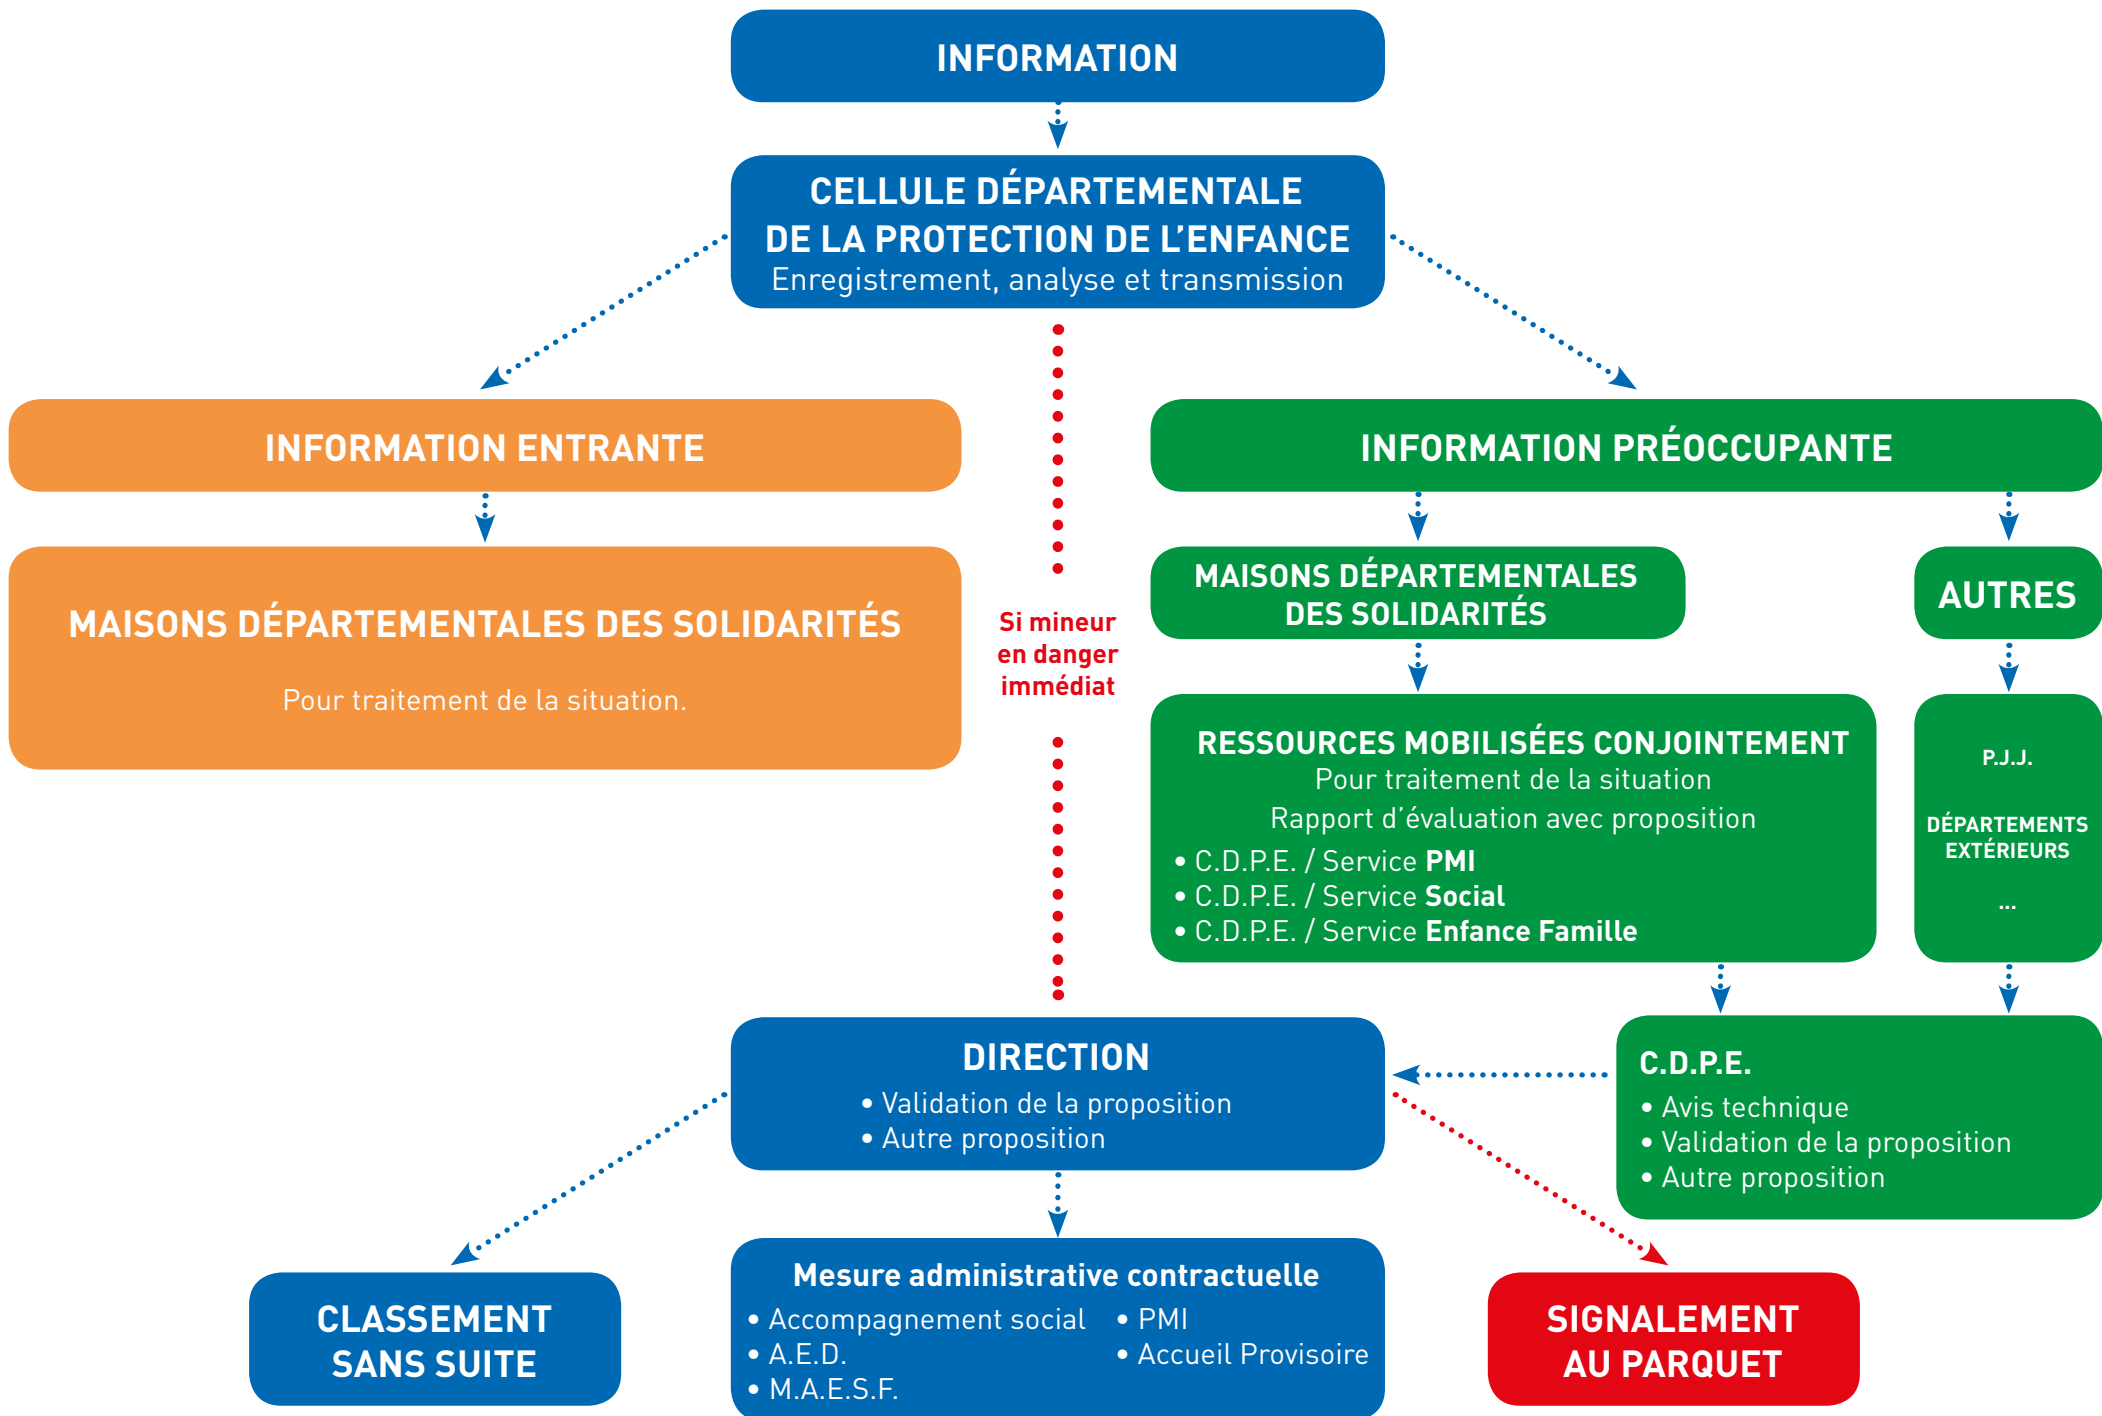 INFORMATION
CELLULE DÉPARTEMENTALE
DE LA PROTECTION DE L’ENFANCE
Enregistrement, analyse et transmission
INFORMATION ENTRANTE
MAISONS DÉPARTEMENTALES DES SOLIDARITÉS
Pour traitement de la situation.
Si mineur
en danger
immédiat
INFORMATION PRÉOCCUPANTE
MAISONS DÉPARTEMENTALES
DES SOLIDARITÉS
RESSOURCES MOBILISÉES CONJOINTEMENT
Pour traitement de la situation
Rapport d’évaluation avec proposition
• C.D.P.E. / Service PMI
• C.D.P.E. / Service Social
• C.D.P.E. / Service Enfance Famille
AUTRES
P.J.J.
DÉPARTEMENTS
EXTÉRIEURS
...
C.D.P.E.
• Avis technique
• Validation de la proposition
• Autre proposition
DIRECTION
• Validation de la proposition
• Autre proposition
CLASSEMENT
SANS SUITE
Mesure administrative contractuelle
• Accompagnement social
• A.E.D.
• M.A.E.S.F.
• PMI
• Accueil Provisoire
SIGNALEMENT
AU PARQUET